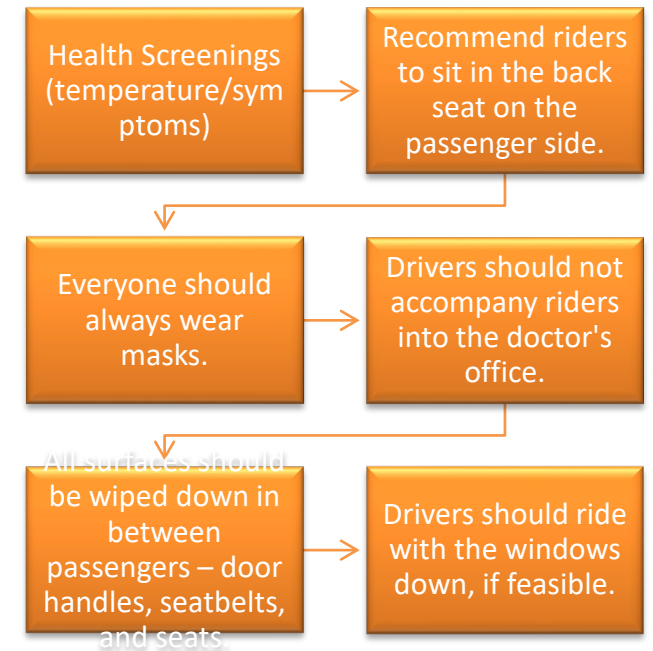 Health Screenings
(temperature/sym
ptoms)
Recommend riders
to sit in the back
seat on the
passenger side.
Everyone should
always wear
masks.
Drivers should not
accompany riders
into the doctor's
office.
All surfaces should
be wiped down in
between
passengers – door
handles, seatbelts,
and seats.
Drivers should ride
with the windows
down, if feasible.